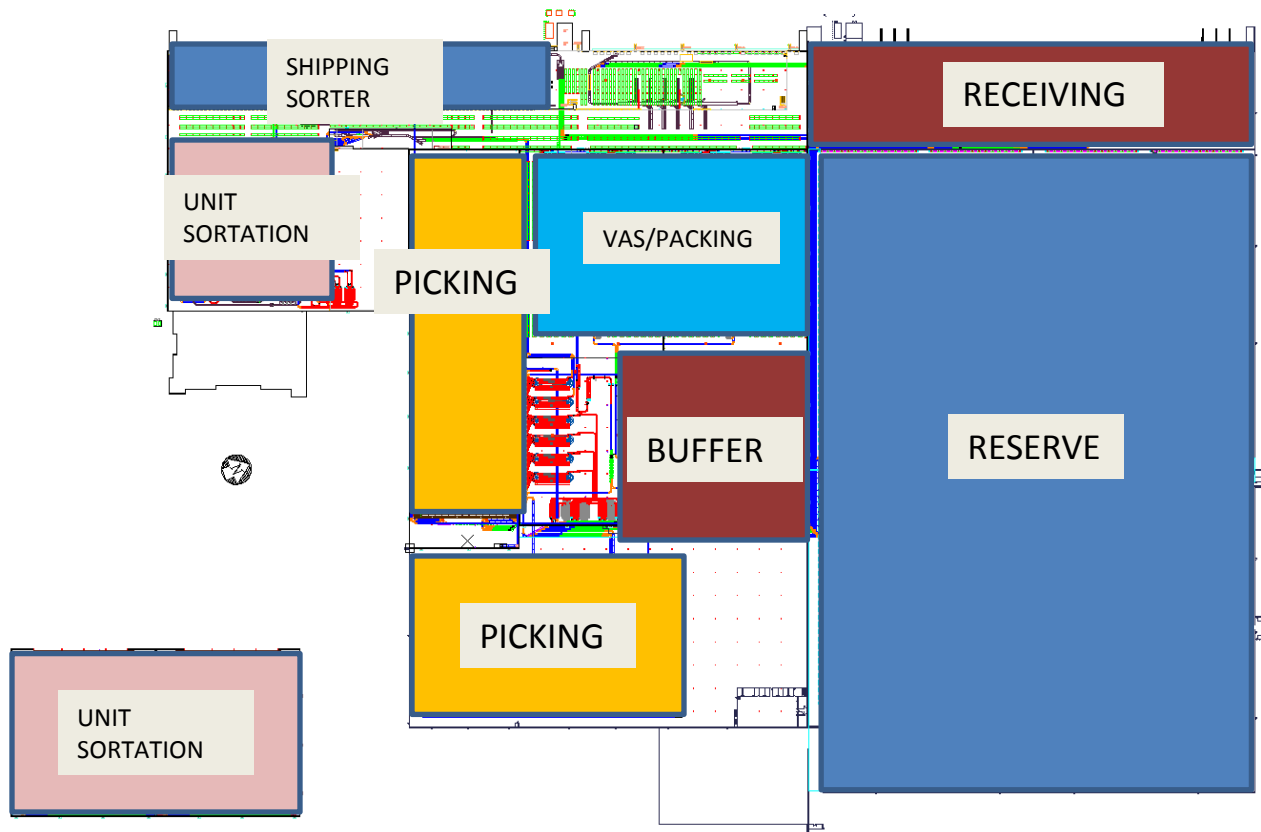 SHIPPING
SORTER
RECEIVING
UNIT
SORTATION
PICKING
VAS/PACKING
BUFFER
RESERVE
PICKING
UNIT
SORTATION